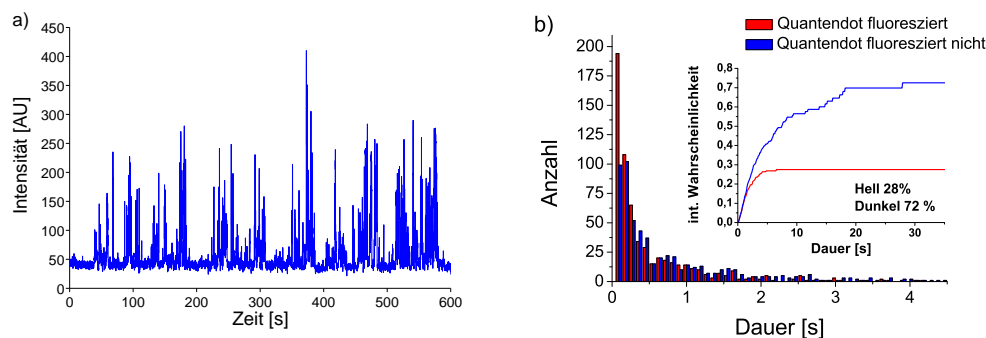 a)
Intensität [AU]
450
400
350
300
250
200
150
100
50
0
0 100 200 300 400 500 600
Zeit [s]
b)
Quantendot fluoresziert
Quantendot fluoresziert nicht
Anzahl
200
175
150
125
100
75
50
25
0
0 1 2 3 4
Dauer [s]
int. Wahrscheinlichkeit
0,8
0,7
0,6
0,5
0,4
0,3
0,2
0,1
0,0
Hell 28%
Dunkel 72 %
0 10 20 30
Dauer [s]